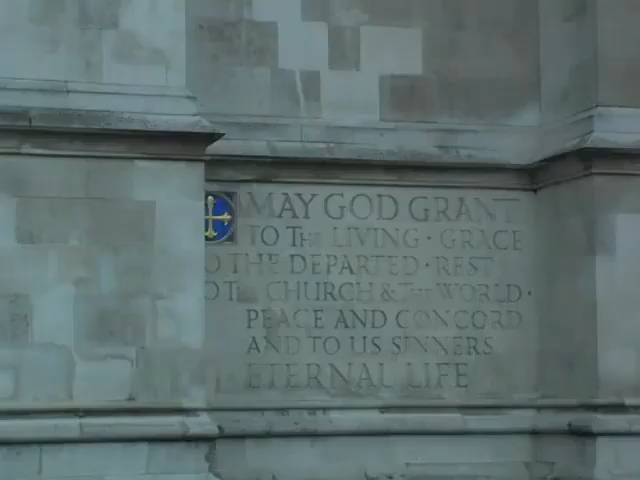 MAY GOD GRANT
TO THE LIVING · GRACE
TO THE DEPARTED · REST
TO THE CHURCH & THE WORLD ·
PEACE AND CONCORD
AND TO US SINNERS
ETERNAL LIFE